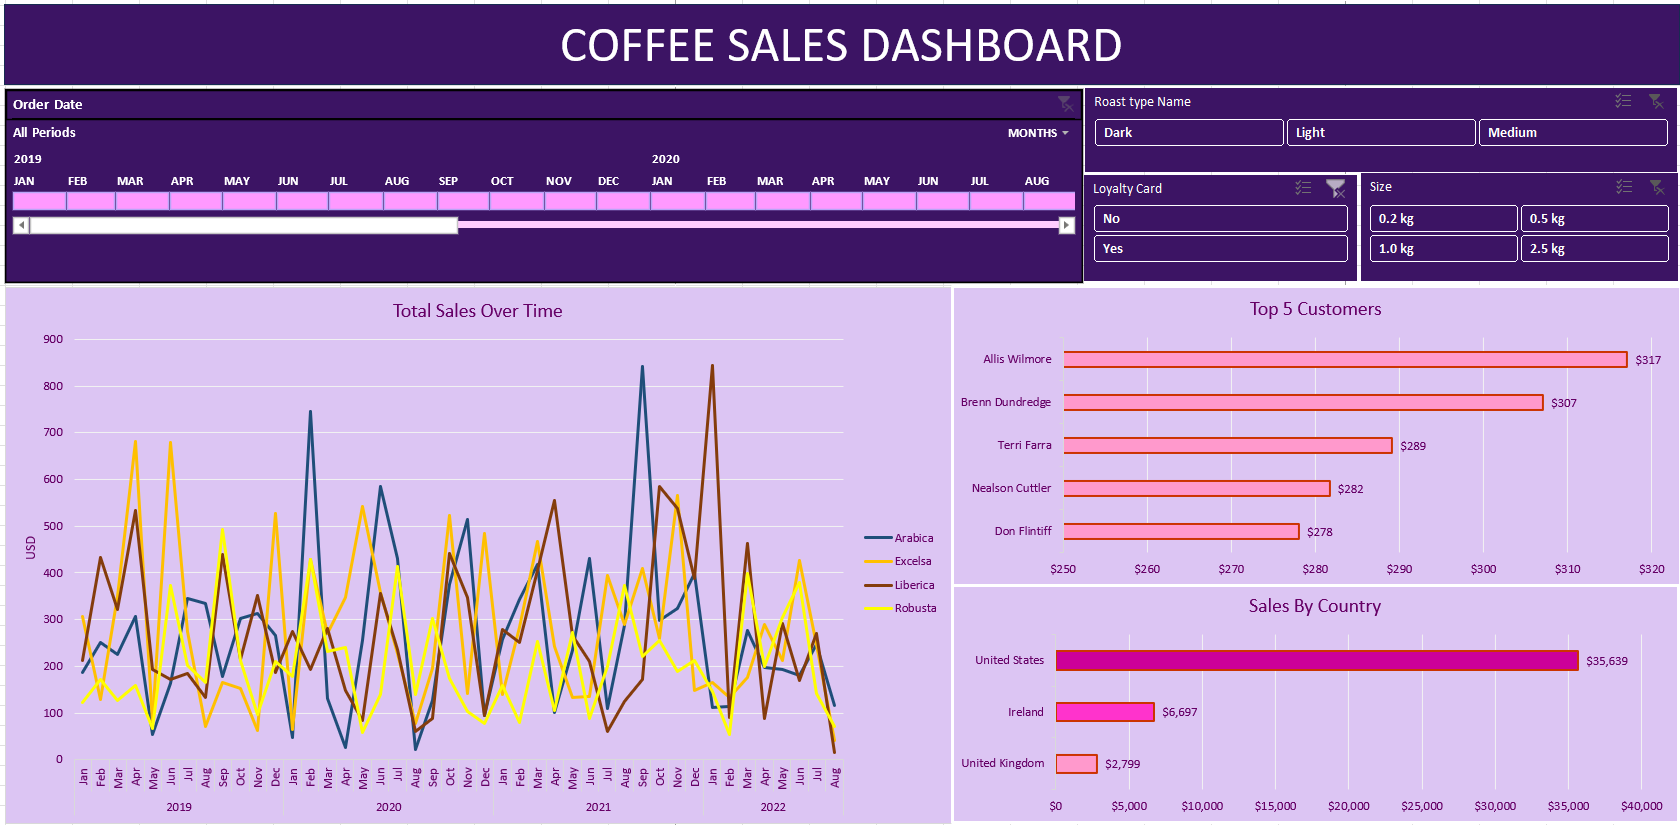 COFFEE SALES DASHBOARD
Order Date
All Periods
MONTHS
2019 2020
JAN FEB MAR APR MAY JUN JUL AUG SEP OCT NOV DEC JAN FEB MAR APR MAY JUN JUL AUG
Roast type Name
Dark Light Medium
Loyalty Card
No
Yes
Size
0.2 kg 0.5 kg
1.0 kg 2.5 kg
Total Sales Over Time
900
800
700
600
500
400
300
200
100
0
USD
Jan Feb Mar Apr May Jun Jul Aug Sep Oct Nov Dec Jan Feb Mar Apr May Jun Jul Aug Sep Oct Nov Dec Jan Feb Mar Apr May Jun Jul Aug Sep Oct Nov Dec Jan Feb Mar Apr May Jun Jul Aug
2019 2020 2021 2022
Arabica
Excelsa
Liberica
Robusta
Top 5 Customers
Allis Wilmore $317
Brenn Dundredge $307
Terri Farra $289
Nealson Cuttler $282
Don Flintiff $278
$250 $260 $270 $280 $290 $300 $310 $320
Sales By Country
United States $35,639
Ireland $6,697
United Kingdom $2,799
$0 $5,000 $10,000 $15,000 $20,000 $25,000 $30,000 $35,000 $40,000